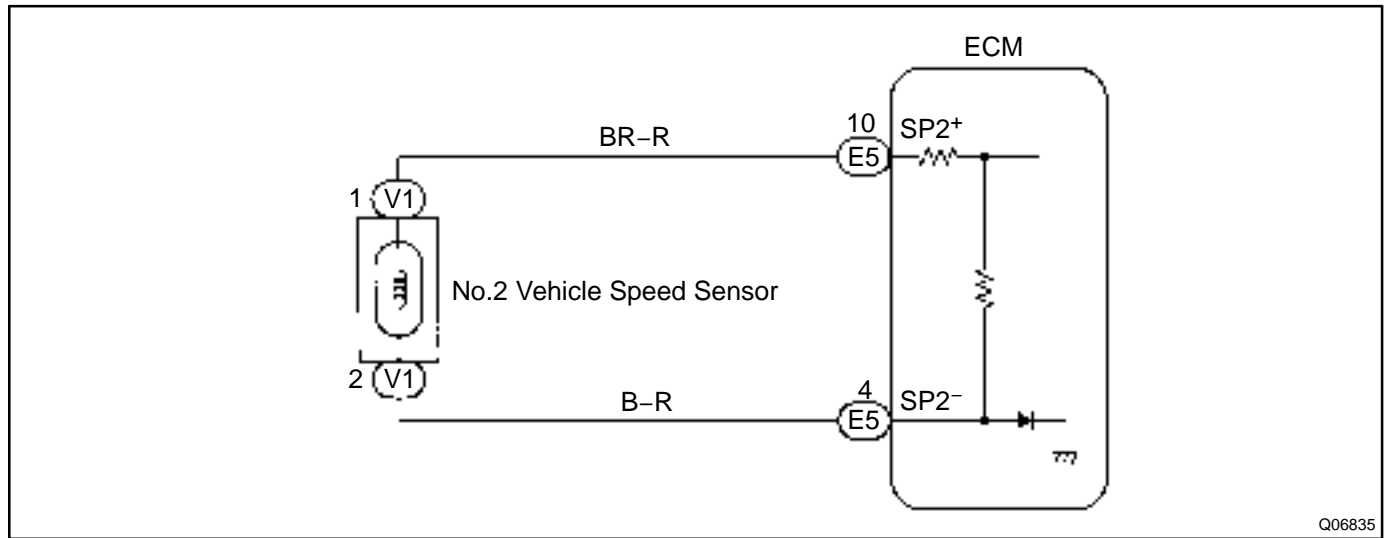 ECM
10
SP2+
BR−R
E5
1
V1
No.2 Vehicle Speed Sensor
2
V1
4
SP2−
B−R
E5
Q06835